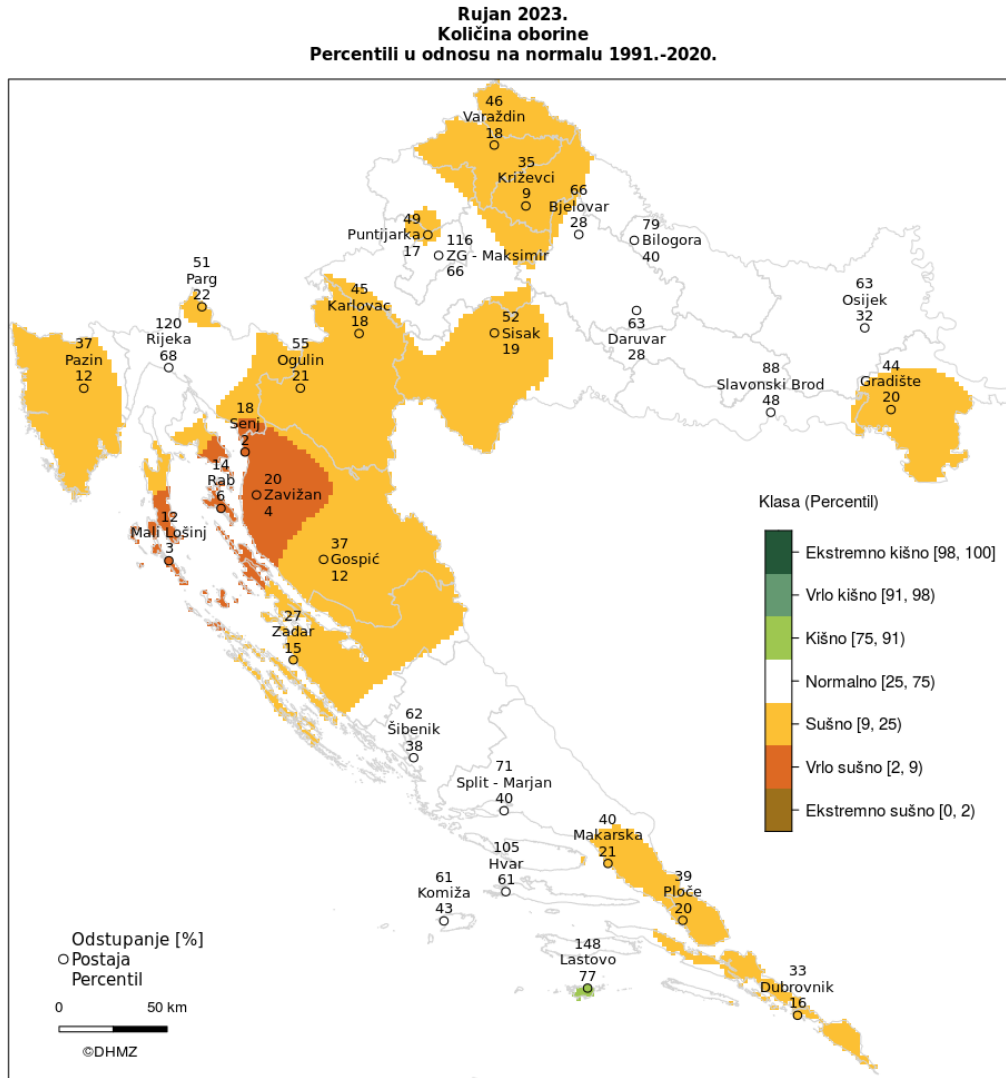 Rujan 2023.
Količina oborine
Percentili u odnosu na normalu 1991.-2020.
46
Varaždin
18
35
Križevci
9
66
Bjelovar
28
79
Bilogora
40
49
Puntijarka
17
116
ZG - Maksimir
66
51
Parg
22
45
Karlovac
18
52
Sisak
19
63
Daruvar
28
63
Osijek
32
120
Rijeka
68
37
Pazin
12
55
Ogulin
21
88
Slavonski Brod
48
44
Gradište
20
18
Senj
2
14
Rab
6
20
Zavižan
4
12
Mali Lošinj
3
37
Gospić
12
27
Zadar
15
62
Šibenik
38
71
Split - Marjan
40
40
Makarska
21
105
Hvar
61
61
Komiža
43
39
Ploče
20
148
Lastovo
77
33
Dubrovnik
16
Klasa (Percentil)
Ekstremno kišno [98, 100]
Vrlo kišno [91, 98)
Kišno [75, 91)
Normalno [25, 75)
Sušno [9, 25)
Vrlo sušno [2, 9)
Ekstremno sušno [0, 2)
Odstupanje [%]
Postaja
Percentil
0 50 km
©DHMZ